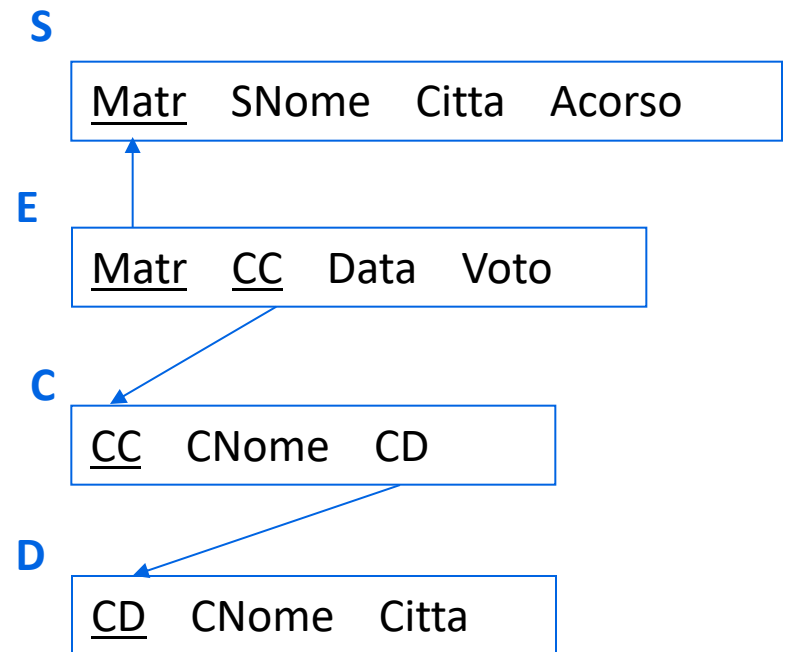 S
Matr SNome Citta Acorso
E
Matr CC Data Voto
C
CC CNome CD
D
CD CNome Citta